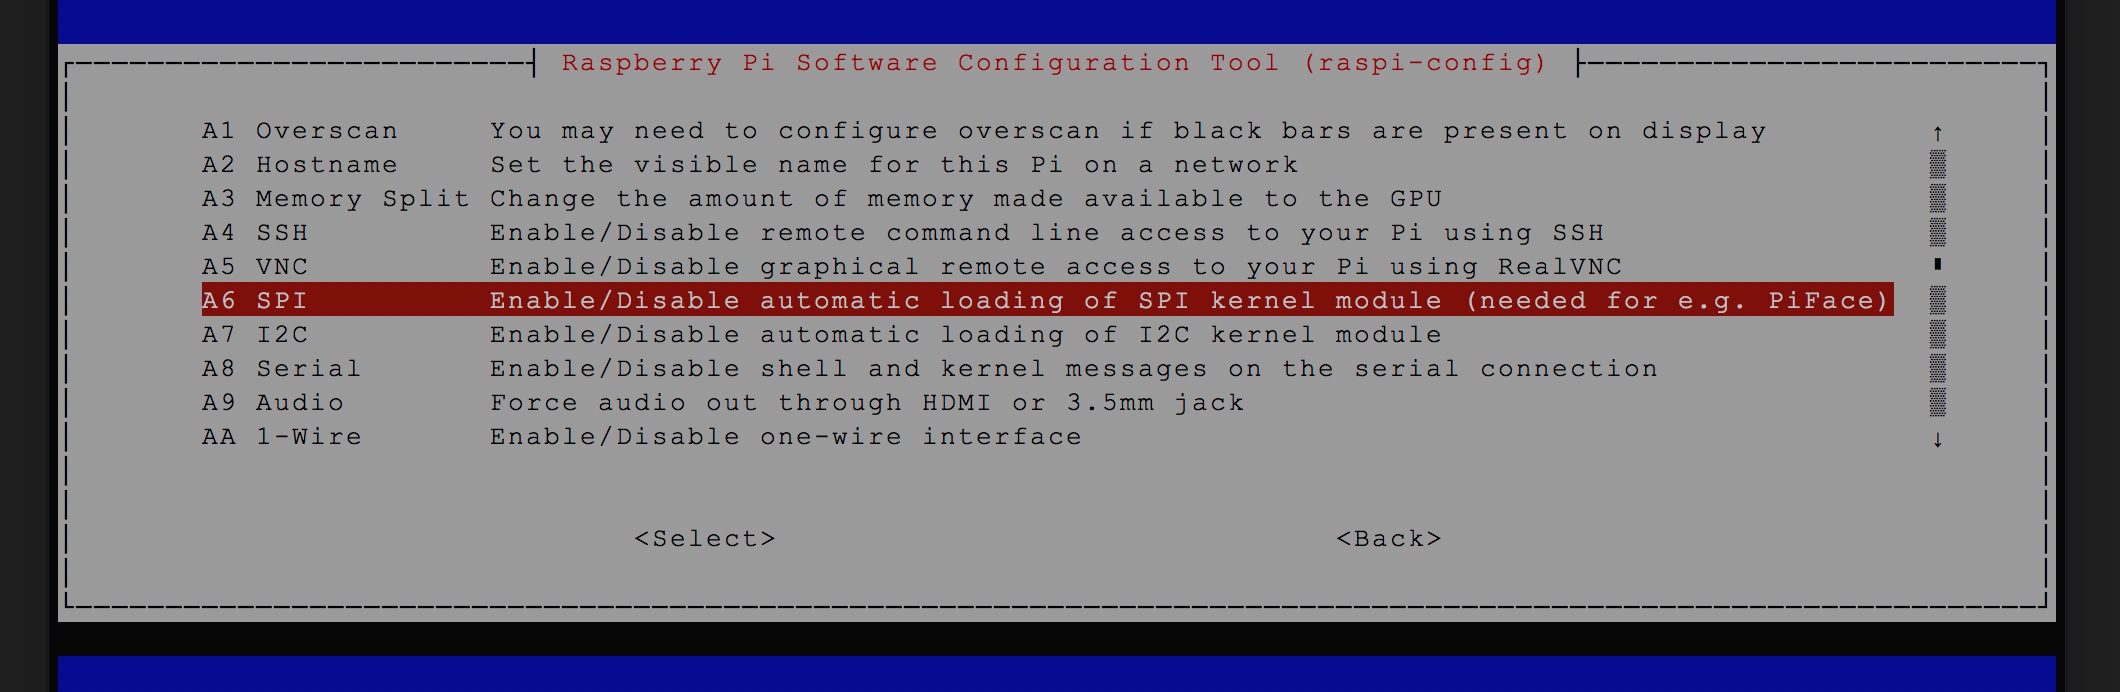 Raspberry Pi Software Configuration Tool (raspi-config)
A1 Overscan You may need to configure overscan if black bars are present on display
A2 Hostname Set the visible name for this Pi on a network
A3 Memory Split Change the amount of memory made available to the GPU
A4 SSH Enable/Disable remote command line access to your Pi using SSH
A5 VNC Enable/Disable graphical remote access to your Pi using RealVNC
A6 SPI Enable/Disable automatic loading of SPI kernel module (needed for e.g. PiFace)
A7 I2C Enable/Disable automatic loading of I2C kernel module
A8 Serial Enable/Disable shell and kernel messages on the serial connection
A9 Audio Force audio out through HDMI or 3.5mm jack
AA 1-Wire Enable/Disable one-wire interface
<Select> <Back>